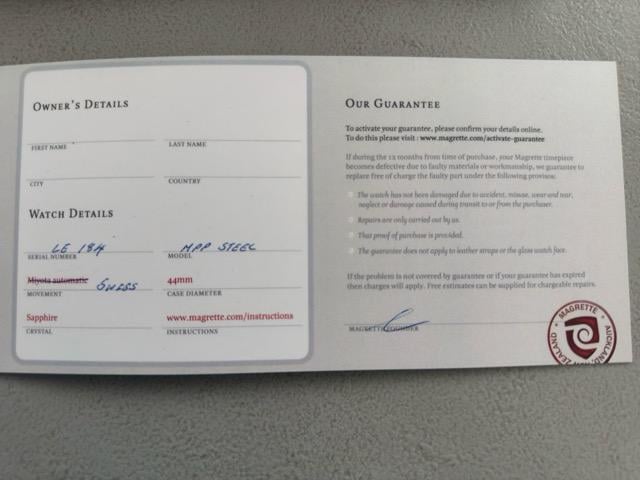 OWNER'S DETAILS
FIRST NAME LAST NAME
CITY COUNTRY
WATCH DETAILS
LE 184 MPP STEEL
SERIAL NUMBER MODEL
Miyota automatic Swiss 44mm
MOVEMENT CASE DIAMETER
Sapphire www.magrette.com/instructions
CRYSTAL INSTRUCTIONS
OUR GUARANTEE
To activate your guarantee, please confirm your details online.
To do this please visit : www.magrette.com/activate-guarantee
If during the 12 months from time of purchase, your Magrette timepiece
becomes defective due to faulty materials or workmanship, we guarantee to
replace free of charge the faulty part under the following provisos:
The watch has not been damaged due to accident, misuse, wear and tear,
neglect or damage caused during transit to or from the purchaser.
Repairs are only carried out by us.
That proof of purchase is provided.
The guarantee does not apply to leather straps or the glass watch face.
If the problem is not covered by guarantee or if your guarantee has expired
then charges will apply. Free estimates can be supplied for chargeable repairs.
MAGRETTE FOUNDER
MAGRETTE
AUCKLAND, NEW ZEALAND